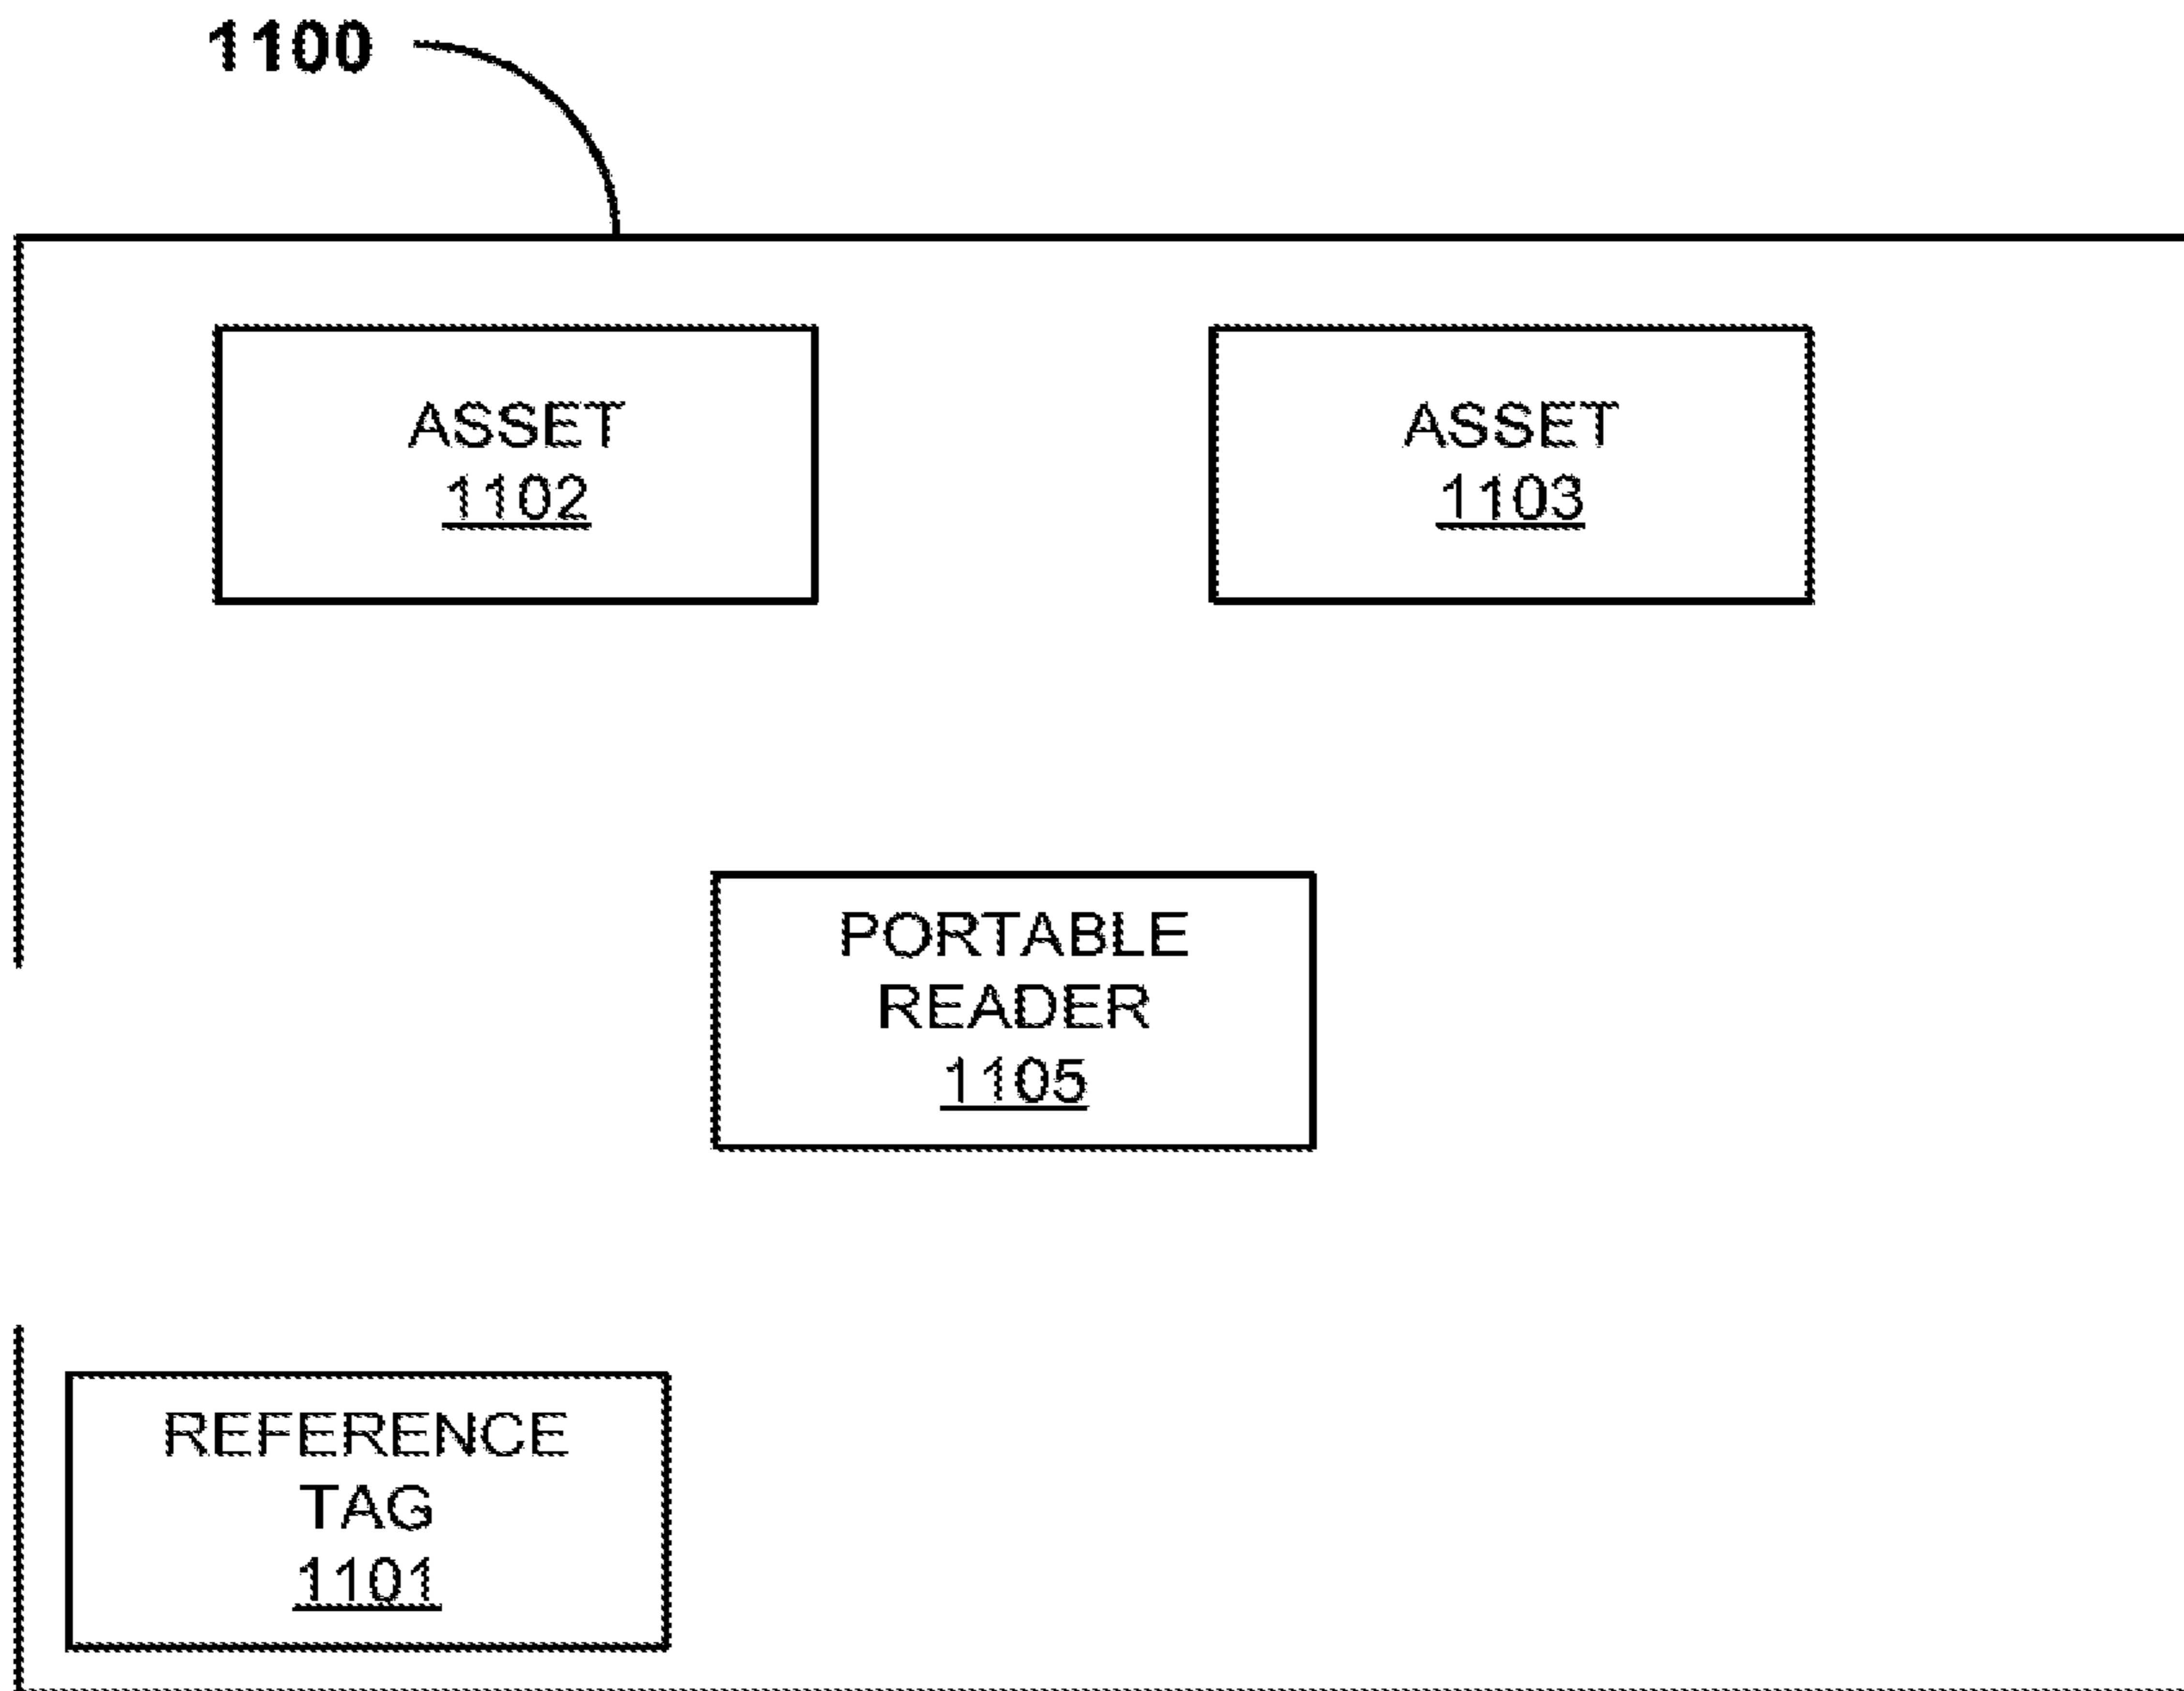 1100
ASSET
1102
ASSET
1103
PORTABLE
READER
1105
REFERENCE
TAG
1101